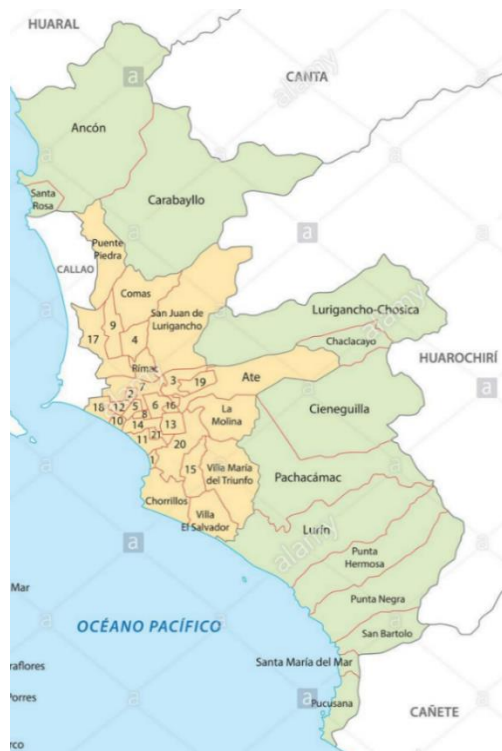 HUARAL
CANTA
Ancón
Santa
Rosa
Carabayllo
Puente
Piedra
CALLAO
Comas
San Juan de
Lurigancho
9
17
4
Lurigancho-Chosica
Chaclacayo
HUAROCHIRÍ
Rímac
7
3
19
Ate
2
18
12
5
6
16
8
10
14
13
La
Molina
Cieneguilla
11
21
20
1
15
Villa María
del Triunfo
Pachacámac
Chorrillos
Villa
El Salvador
Lurín
Punta
Hermosa
Punta Negra
San Bartolo
Santa María del Mar
Pucusana
OCÉANO PACÍFICO
CAÑETE
Mar
raflores
orres
rco
a
alamy